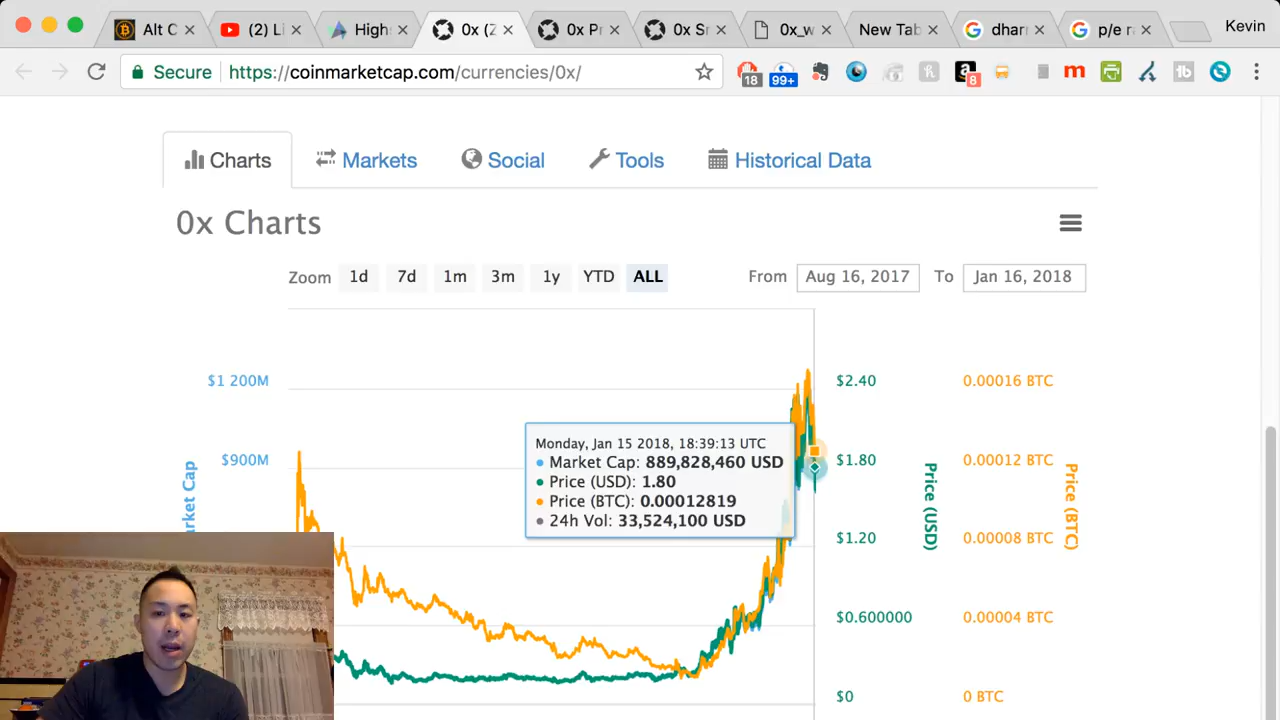 Alt C
(2) Li
High
0x (Z
0x Pr
0x Sr
0x_w
New Tab
dharr
p/e r
Kevin
Secure
https://coinmarketcap.com/currencies/0x/
18
99+
8
Charts
Markets
Social
Tools
Historical Data
0x Charts
Zoom 1d 7d 1m 3m 1y YTD ALL From Aug 16, 2017 To Jan 16, 2018
$1 200M
$900M
rket Cap
$2.40
$1.80
$1.20
$0.600000
$0
Price (USD)
0.00016 BTC
0.00012 BTC
0.00008 BTC
0.00004 BTC
0 BTC
Price (BTC)
Monday, Jan 15 2018, 18:39:13 UTC
Market Cap: 889,828,460 USD
Price (USD): 1.80
Price (BTC): 0.00012819
24h Vol: 33,524,100 USD